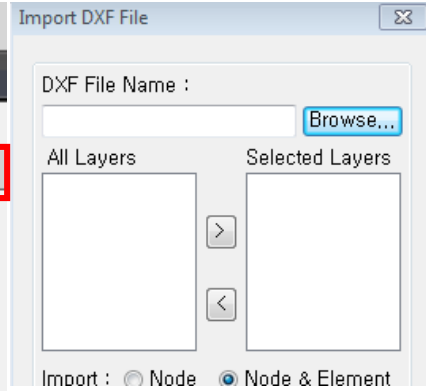 Import DXF File
DXF File Name :
Browse...
All Layers Selected Layers
>
<
Import : Node Node & Element